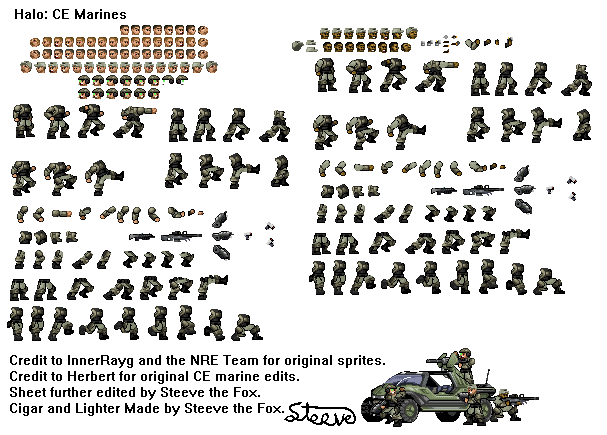 Halo: CE Marines
Credit to InnerRayg and the NRE Team for original sprites.
Credit to Herbert for original CE marine edits.
Sheet further edited by Steeve the Fox.
Cigar and Lighter Made by Steeve the Fox.
Steeve